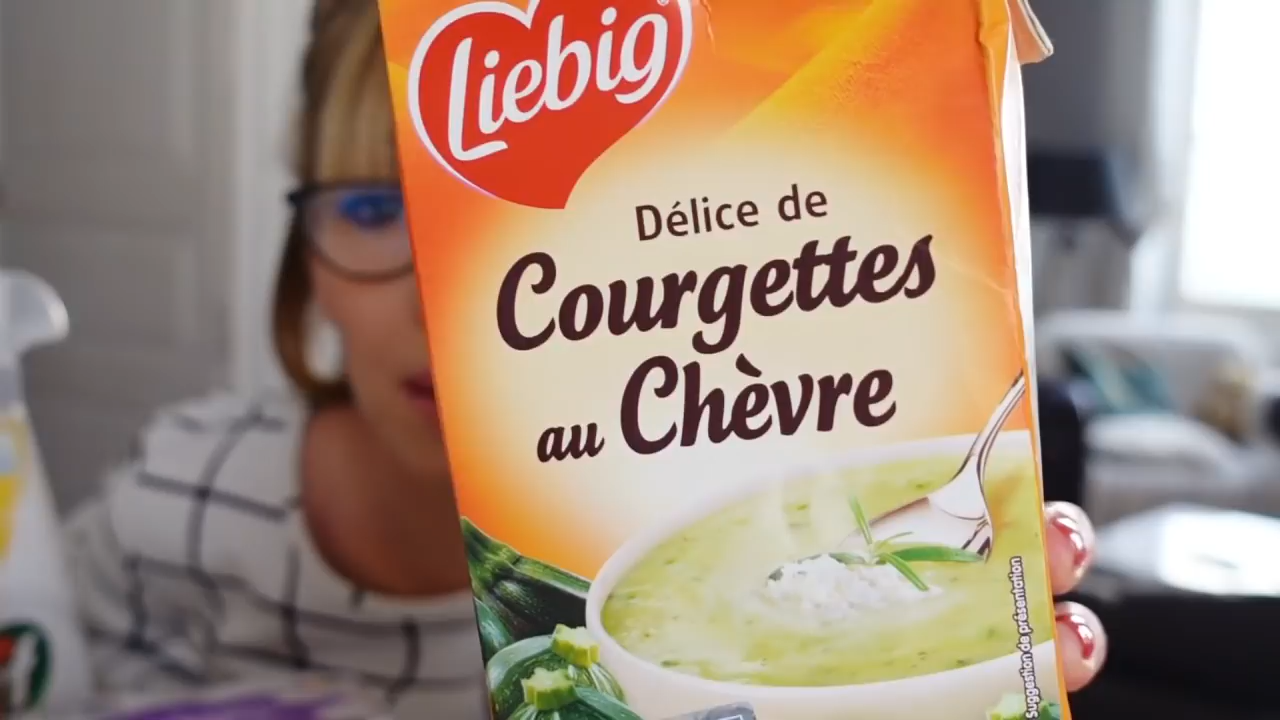 Liebig
Délice de
Courgettes
au Chèvre
Suggestion de présentation